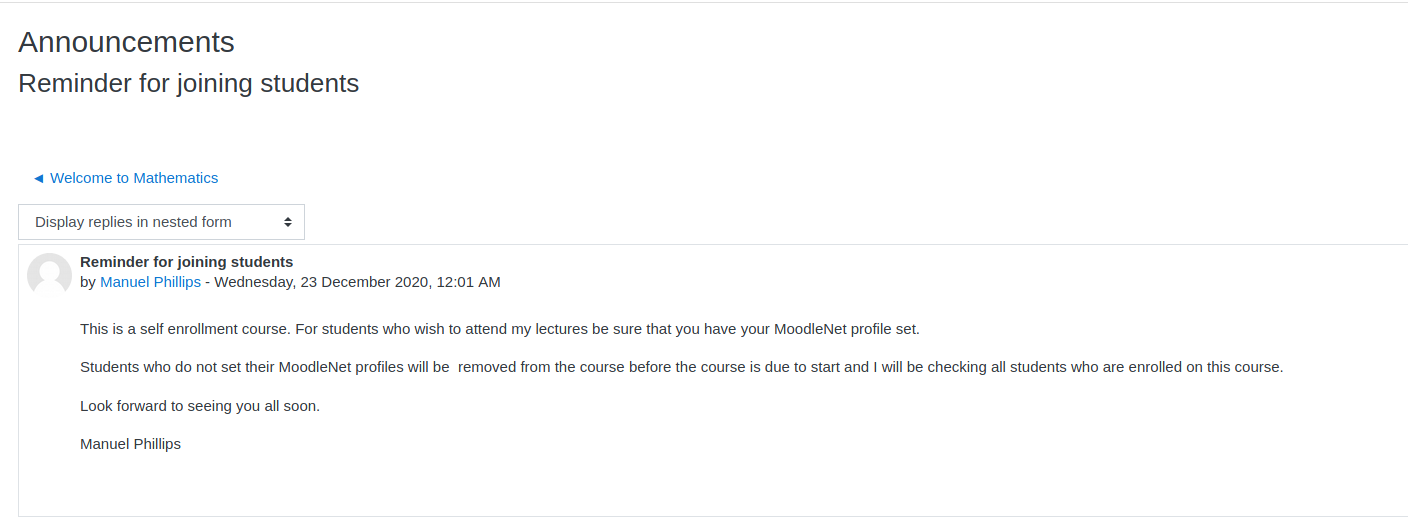 Announcements
Reminder for joining students
◄ Welcome to Mathematics
Display replies in nested form
Reminder for joining students
by Manuel Phillips - Wednesday, 23 December 2020, 12:01 AM
This is a self enrollment course. For students who wish to attend my lectures be sure that you have your MoodleNet profile set.
Students who do not set their MoodleNet profiles will be  removed from the course before the course is due to start and I will be checking all students who are enrolled on this course.
Look forward to seeing you all soon.
Manuel Phillips